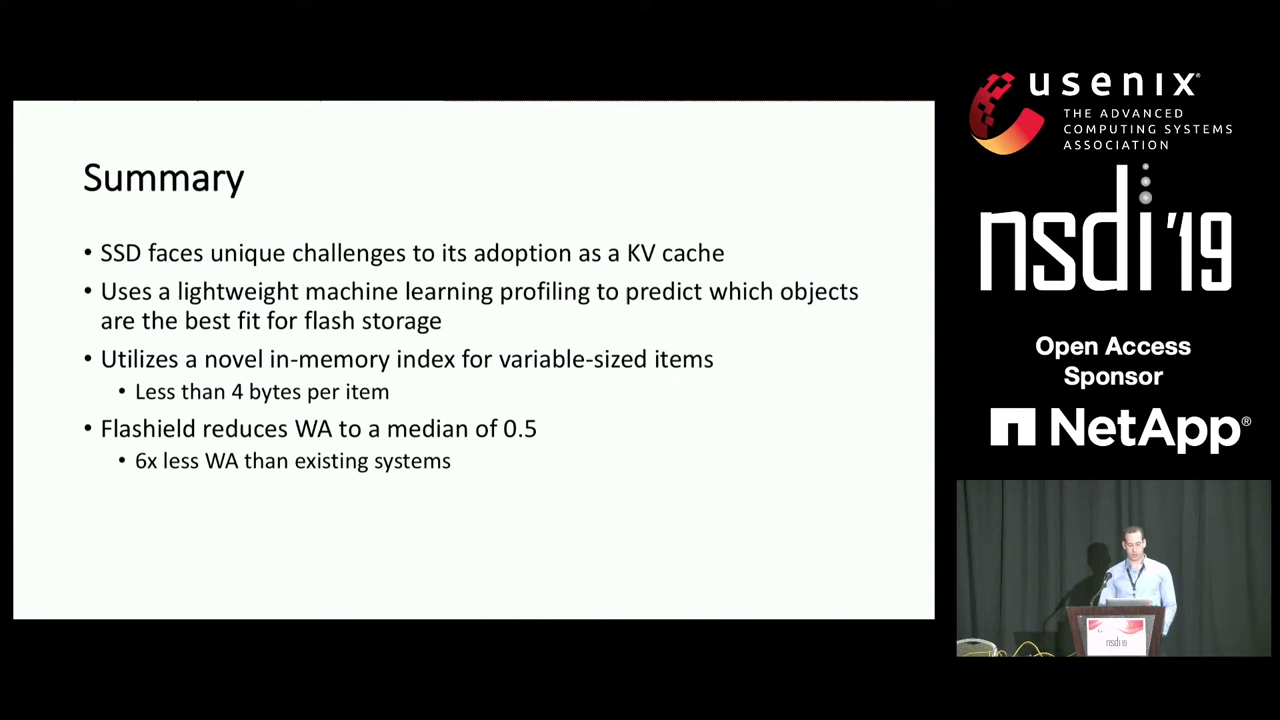 Summary
• SSD faces unique challenges to its adoption as a KV cache
• Uses a lightweight machine learning profiling to predict which objects
are the best fit for flash storage
• Utilizes a novel in-memory index for variable-sized items
• Less than 4 bytes per item
• Flashield reduces WA to a median of 0.5
• 6x less WA than existing systems
usenix®
THE ADVANCED
COMPUTING SYSTEMS
ASSOCIATION
nsdi '19
Open Access
Sponsor
NetApp®
nsdi'19